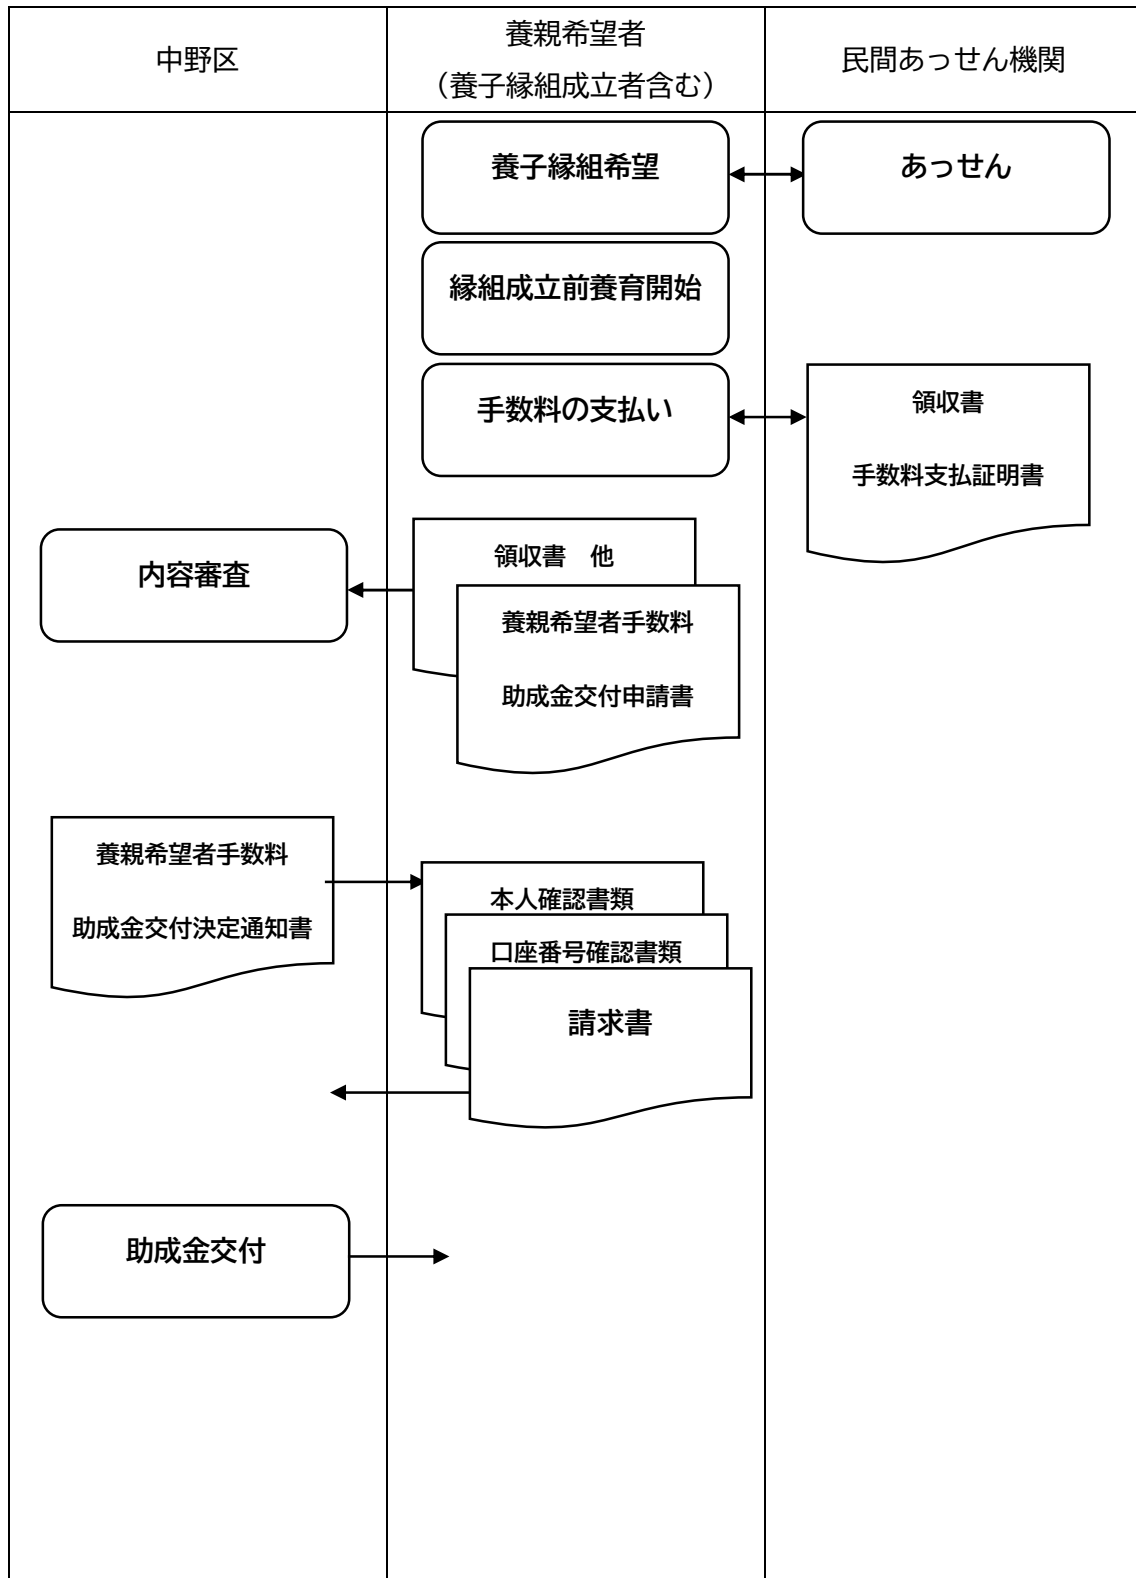 中野区
養親希望者
（養子縁組成立者含む）
民間あっせん機関
養子縁組希望
あっせん
縁組成立前養育開始
手数料の支払い
領収書
手数料支払証明書
領収書　他
内容審査
養親希望者手数料
助成金交付申請書
養親希望者手数料
助成金交付決定通知書
本人確認書類
口座番号確認書類
請求書
助成金交付